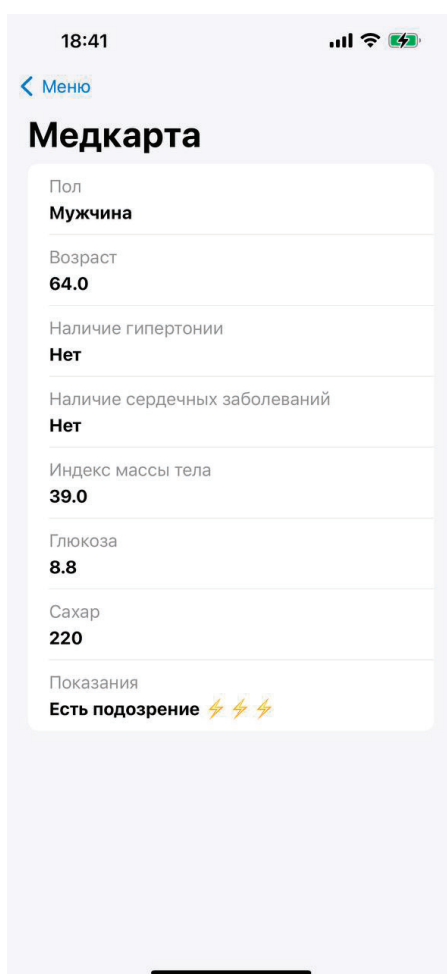 18:41
Меню
Медкарта
Пол
Мужчина
Возраст
64.0
Наличие гипертонии
Нет
Наличие сердечных заболеваний
Нет
Индекс массы тела
39.0
Глюкоза
8.8
Сахар
220
Показания
Есть подозрение ⚡⚡⚡